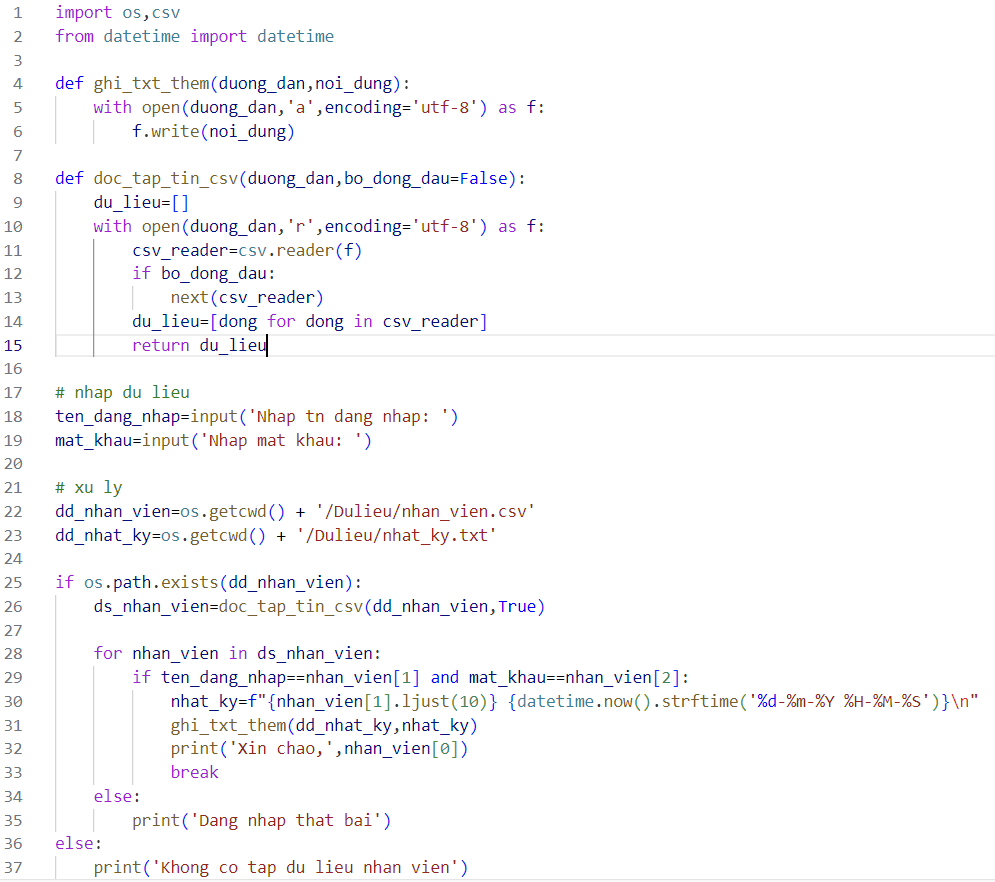 1 import os,csv
2 from datetime import datetime
3
4 def ghi_txt_them(duong_dan,noi_dung):
5     with open(duong_dan,'a',encoding='utf-8') as f:
6         f.write(noi_dung)
7
8 def doc_tap_tin_csv(duong_dan,bo_dong_dau=False):
9     du_lieu=[]
10     with open(duong_dan,'r',encoding='utf-8') as f:
11         csv_reader=csv.reader(f)
12         if bo_dong_dau:
13             next(csv_reader)
14         du_lieu=[dong for dong in csv_reader]
15         return du_lieu
16
17 # nhap du lieu
18 ten_dang_nhap=input('Nhap tn dang nhap: ')
19 mat_khau=input('Nhap mat khau: ')
20
21 # xu ly
22 dd_nhan_vien=os.getcwd() + '/Dulieu/nhan_vien.csv'
23 dd_nhat_ky=os.getcwd() + '/Dulieu/nhat_ky.txt'
24
25 if os.path.exists(dd_nhan_vien):
26     ds_nhan_vien=doc_tap_tin_csv(dd_nhan_vien,True)
27
28     for nhan_vien in ds_nhan_vien:
29         if ten_dang_nhap==nhan_vien[1] and mat_khau==nhan_vien[2]:
30             nhat_ky=f"{nhan_vien[1].ljust(10)} {datetime.now().strftime('%d-%m-%Y %H-%M-%S')}\n"
31             ghi_txt_them(dd_nhat_ky,nhat_ky)
32             print('Xin chao,',nhan_vien[0])
33             break
34     else:
35         print('Dang nhap that bai')
36 else:
37     print('Khong co tap du lieu nhan vien')